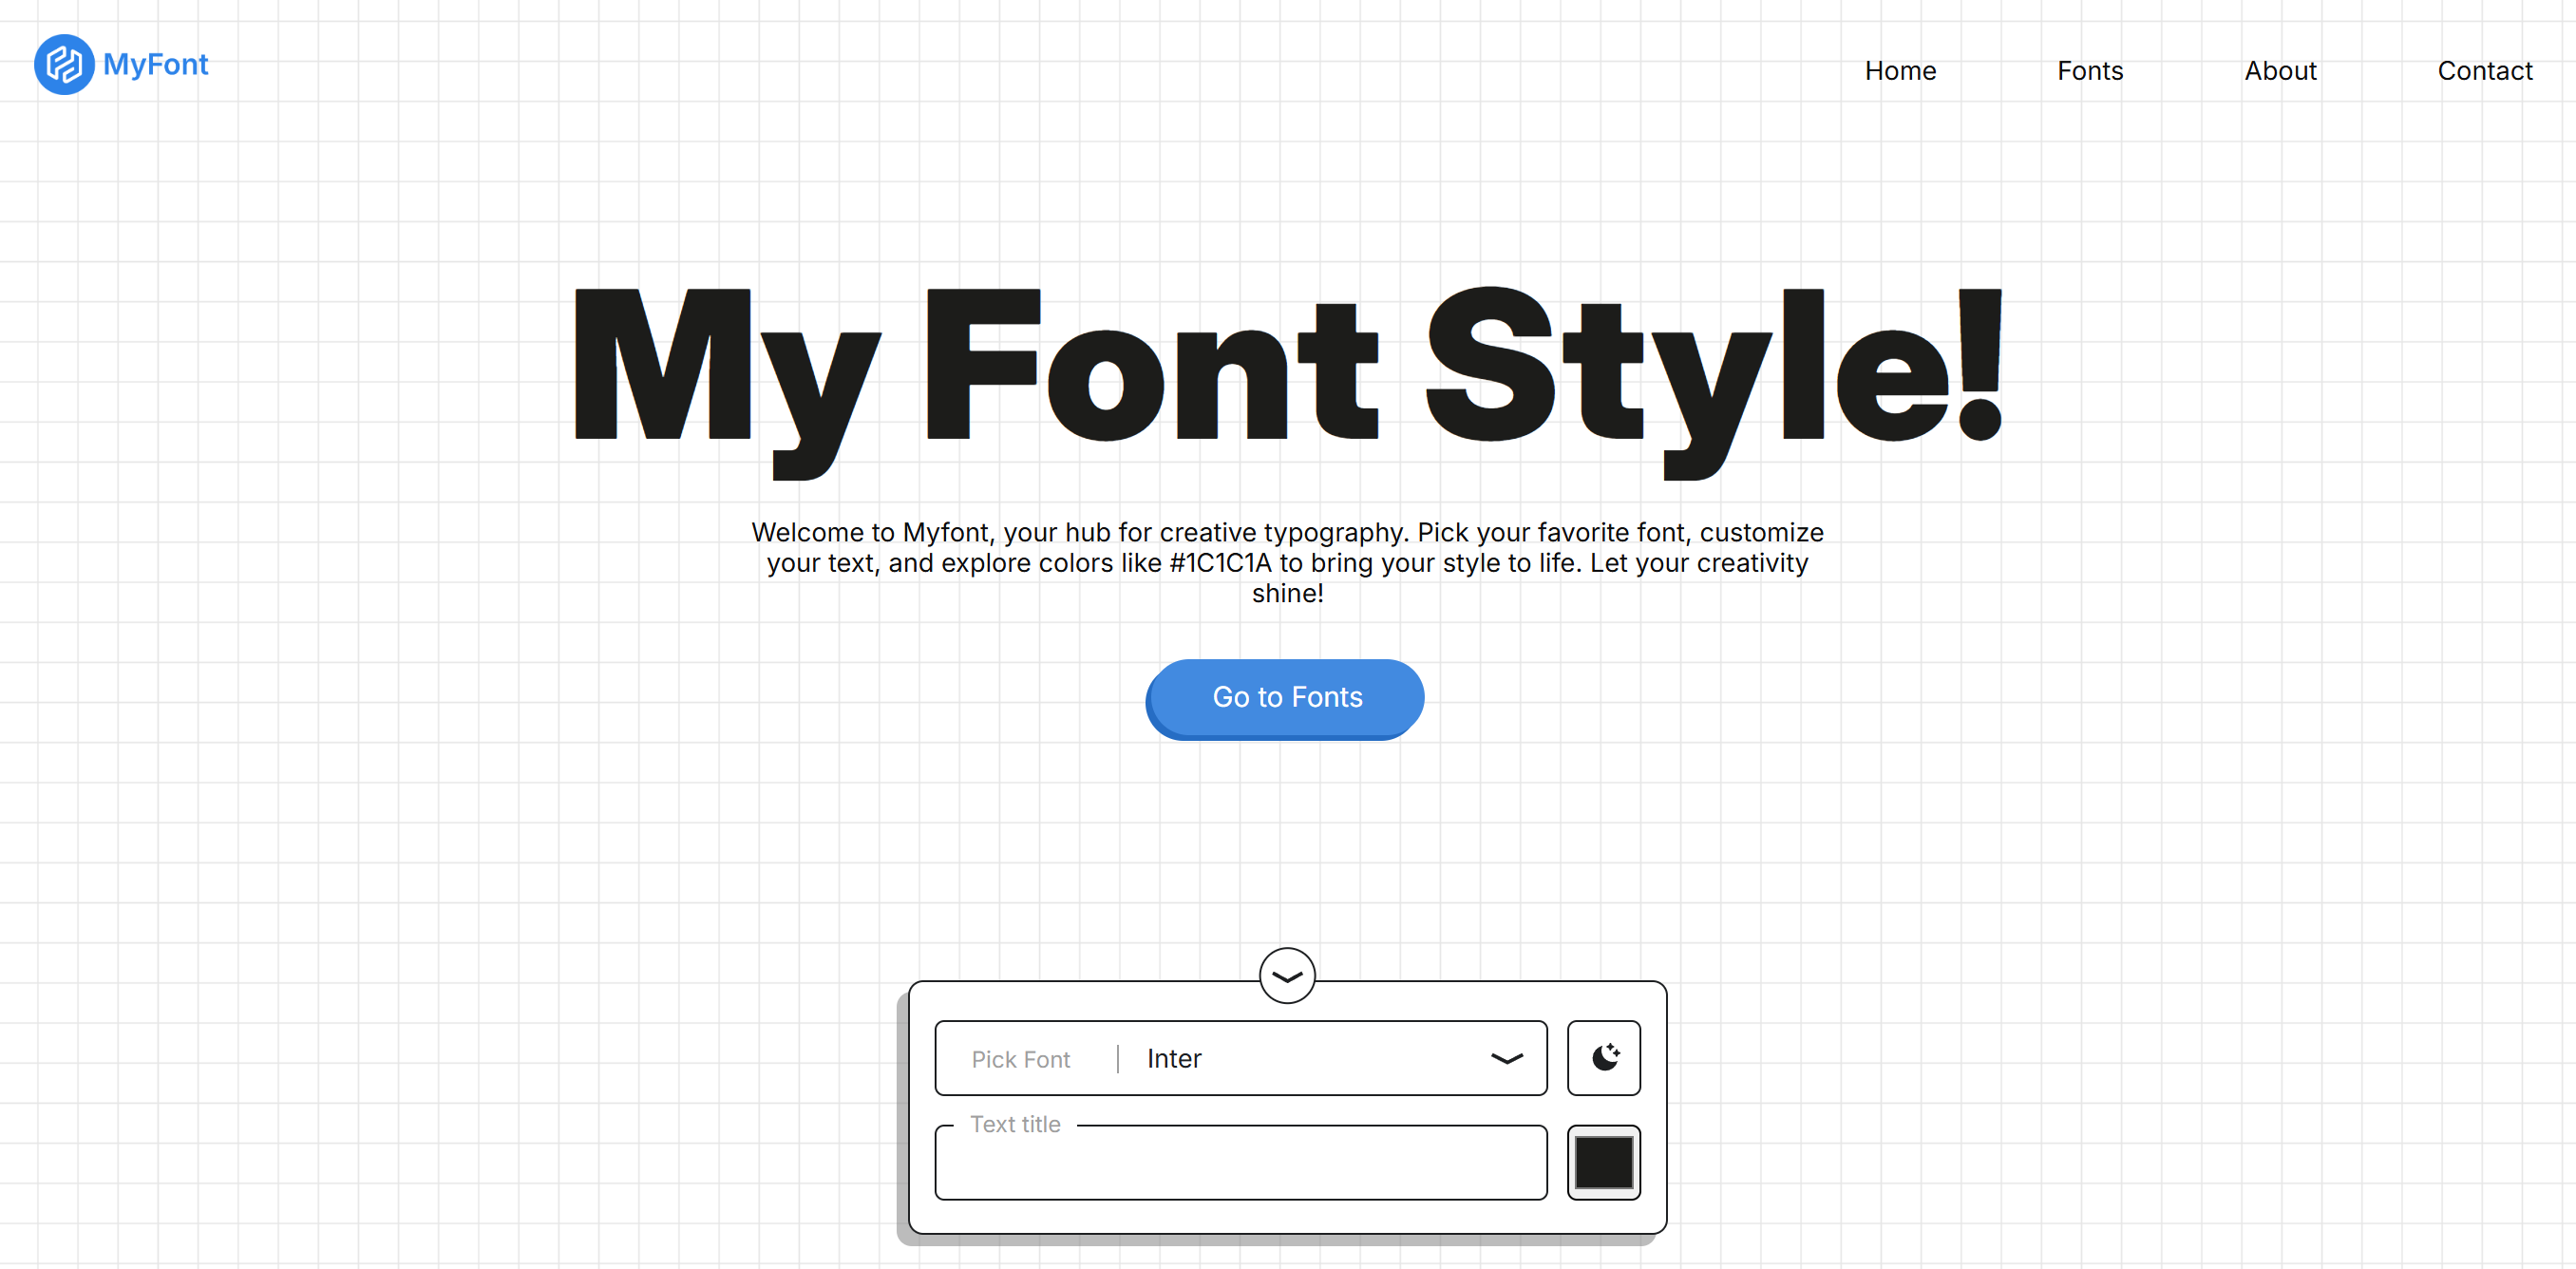 MyFont
Home Fonts About Contact
My Font Style!
Welcome to Myfont, your hub for creative typography. Pick your favorite font, customize
your text, and explore colors like #1C1C1A to bring your style to life. Let your creativity
shine!
Go to Fonts
Pick Font | Inter
Text title